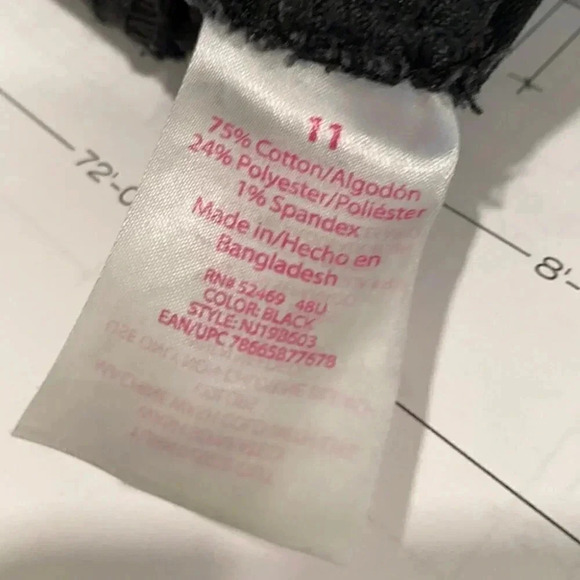 11
75% Cotton/Algodón
24% Polyester/Poliéster
1% Spandex
Made in/Hecho en
Bangladesh
RN# 52469 48U
COLOR: BLACK
STYLE: NJ19B603
EAN/UPC 78665877678
72'-0
8'-